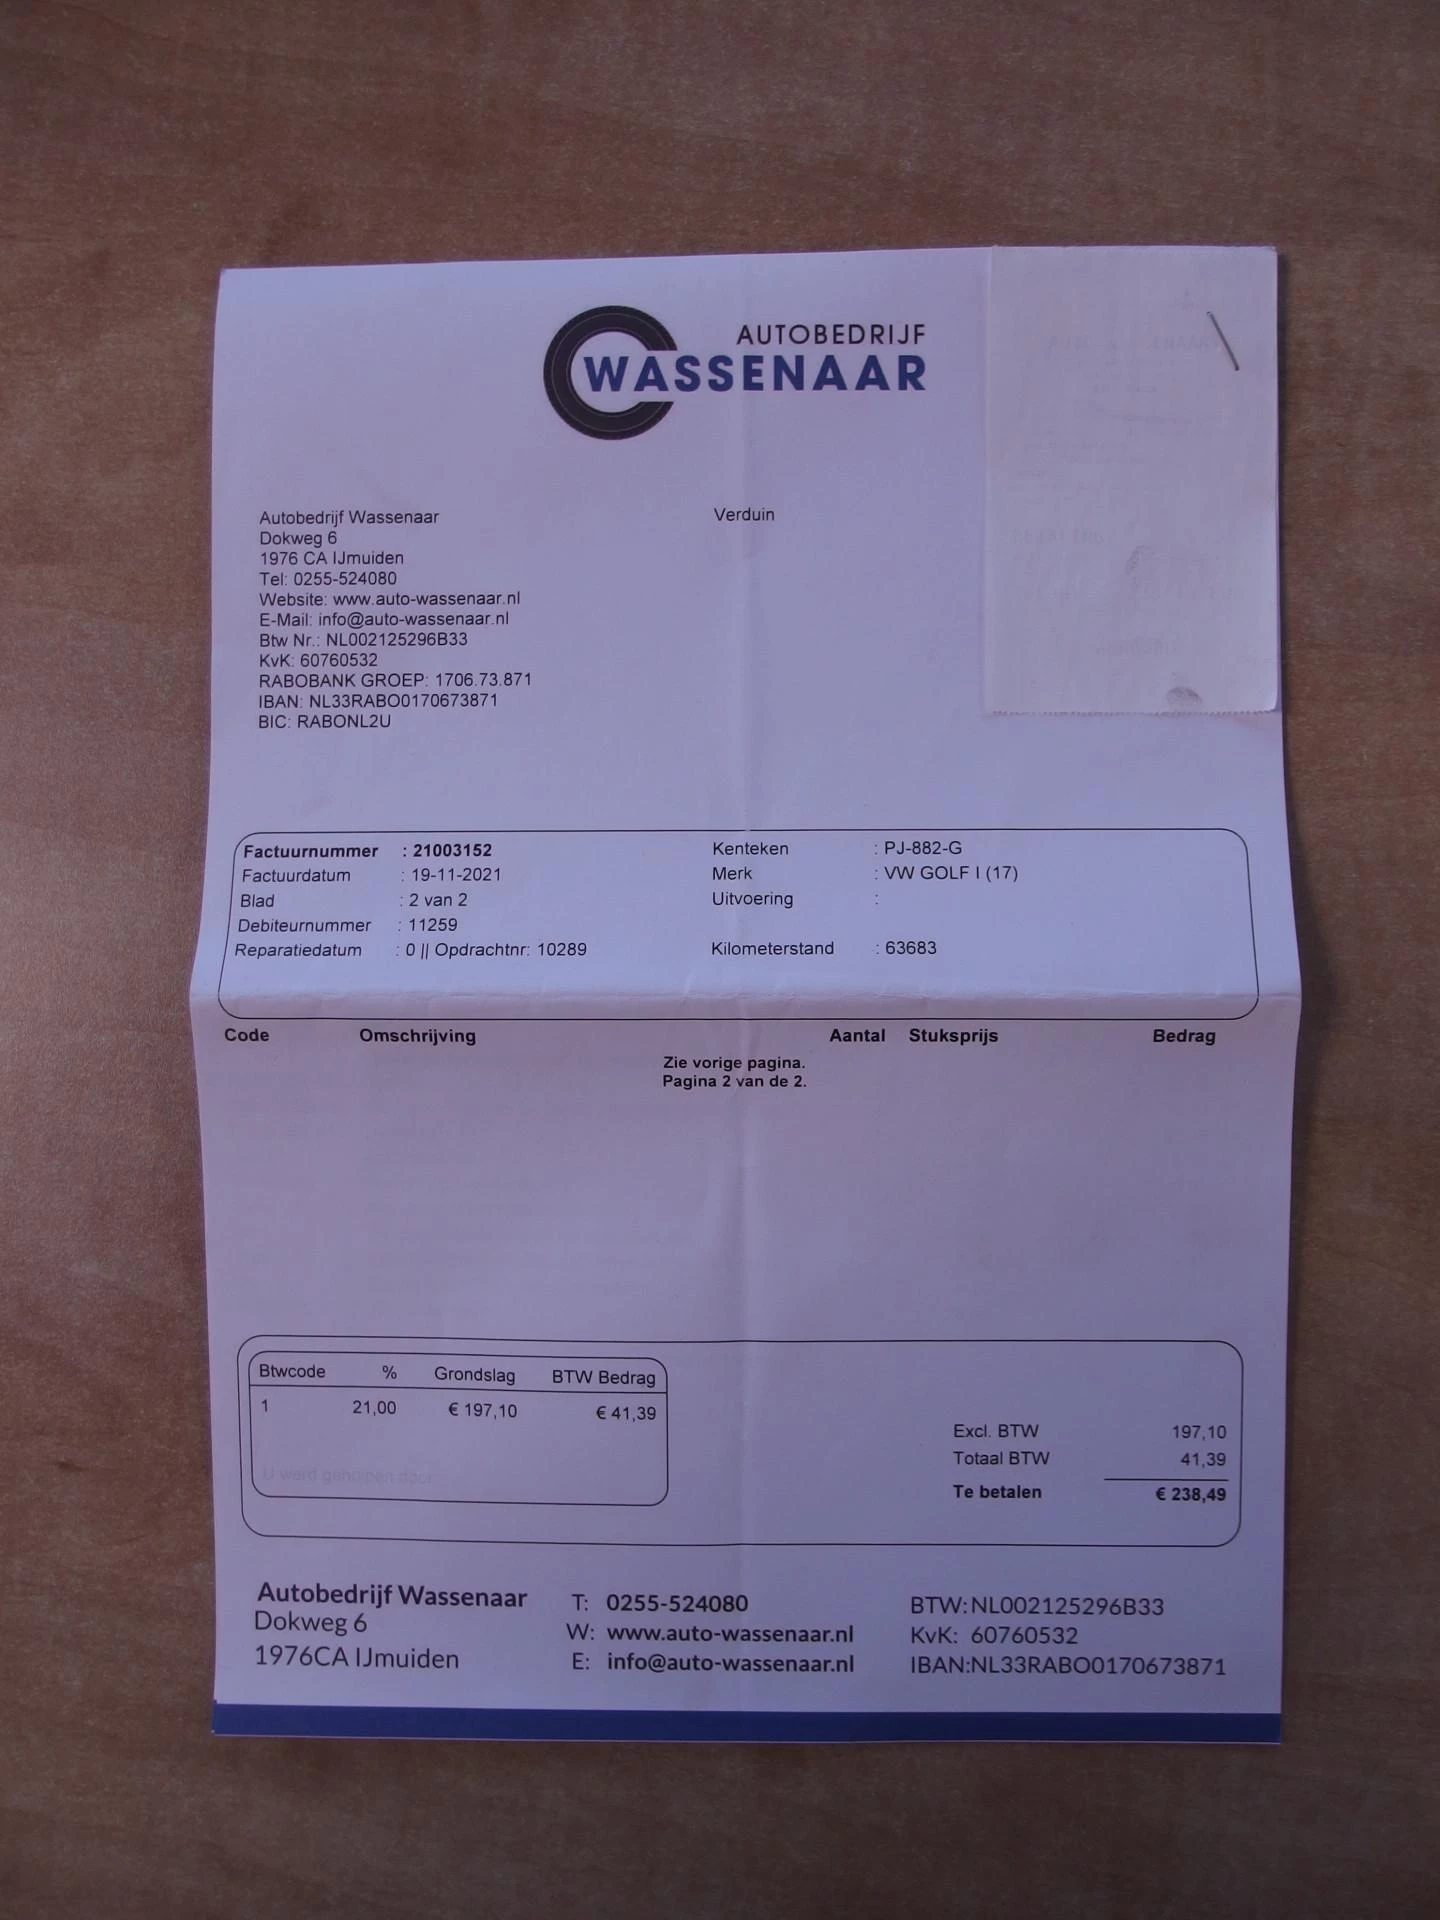 AUTOBEDRIJF
WASSENAAR
Autobedrijf Wassenaar
Dokweg 6
1976 CA IJmuiden
Tel: 0255-524080
Website: www.auto-wassenaar.nl
E-Mail: info@auto-wassenaar.nl
Btw Nr.: NL002125296B33
KvK: 60760532
RABOBANK GROEP: 1706.73.871
IBAN: NL33RABO0170673871
BIC: RABONL2U
Verduin
Factuurnummer : 21003152
Factuurdatum : 19-11-2021
Blad : 2 van 2
Debiteurnummer : 11259
Reparatiedatum : 0 || Opdrachtnr: 10289
Kenteken : PJ-882-G
Merk : VW GOLF I (17)
Uitvoering :
Kilometerstand : 63683
Code Omschrijving Aantal Stuksprijs Bedrag
Zie vorige pagina.
Pagina 2 van de 2.
Btwcode % Grondslag BTW Bedrag
1 21,00 € 197,10 € 41,39
U werd geholpen door
Excl. BTW 197,10
Totaal BTW 41,39
Te betalen € 238,49
Autobedrijf Wassenaar
Dokweg 6
1976CA IJmuiden
T: 0255-524080
W: www.auto-wassenaar.nl
E: info@auto-wassenaar.nl
BTW:NL002125296B33
KvK: 60760532
IBAN:NL33RABO0170673871